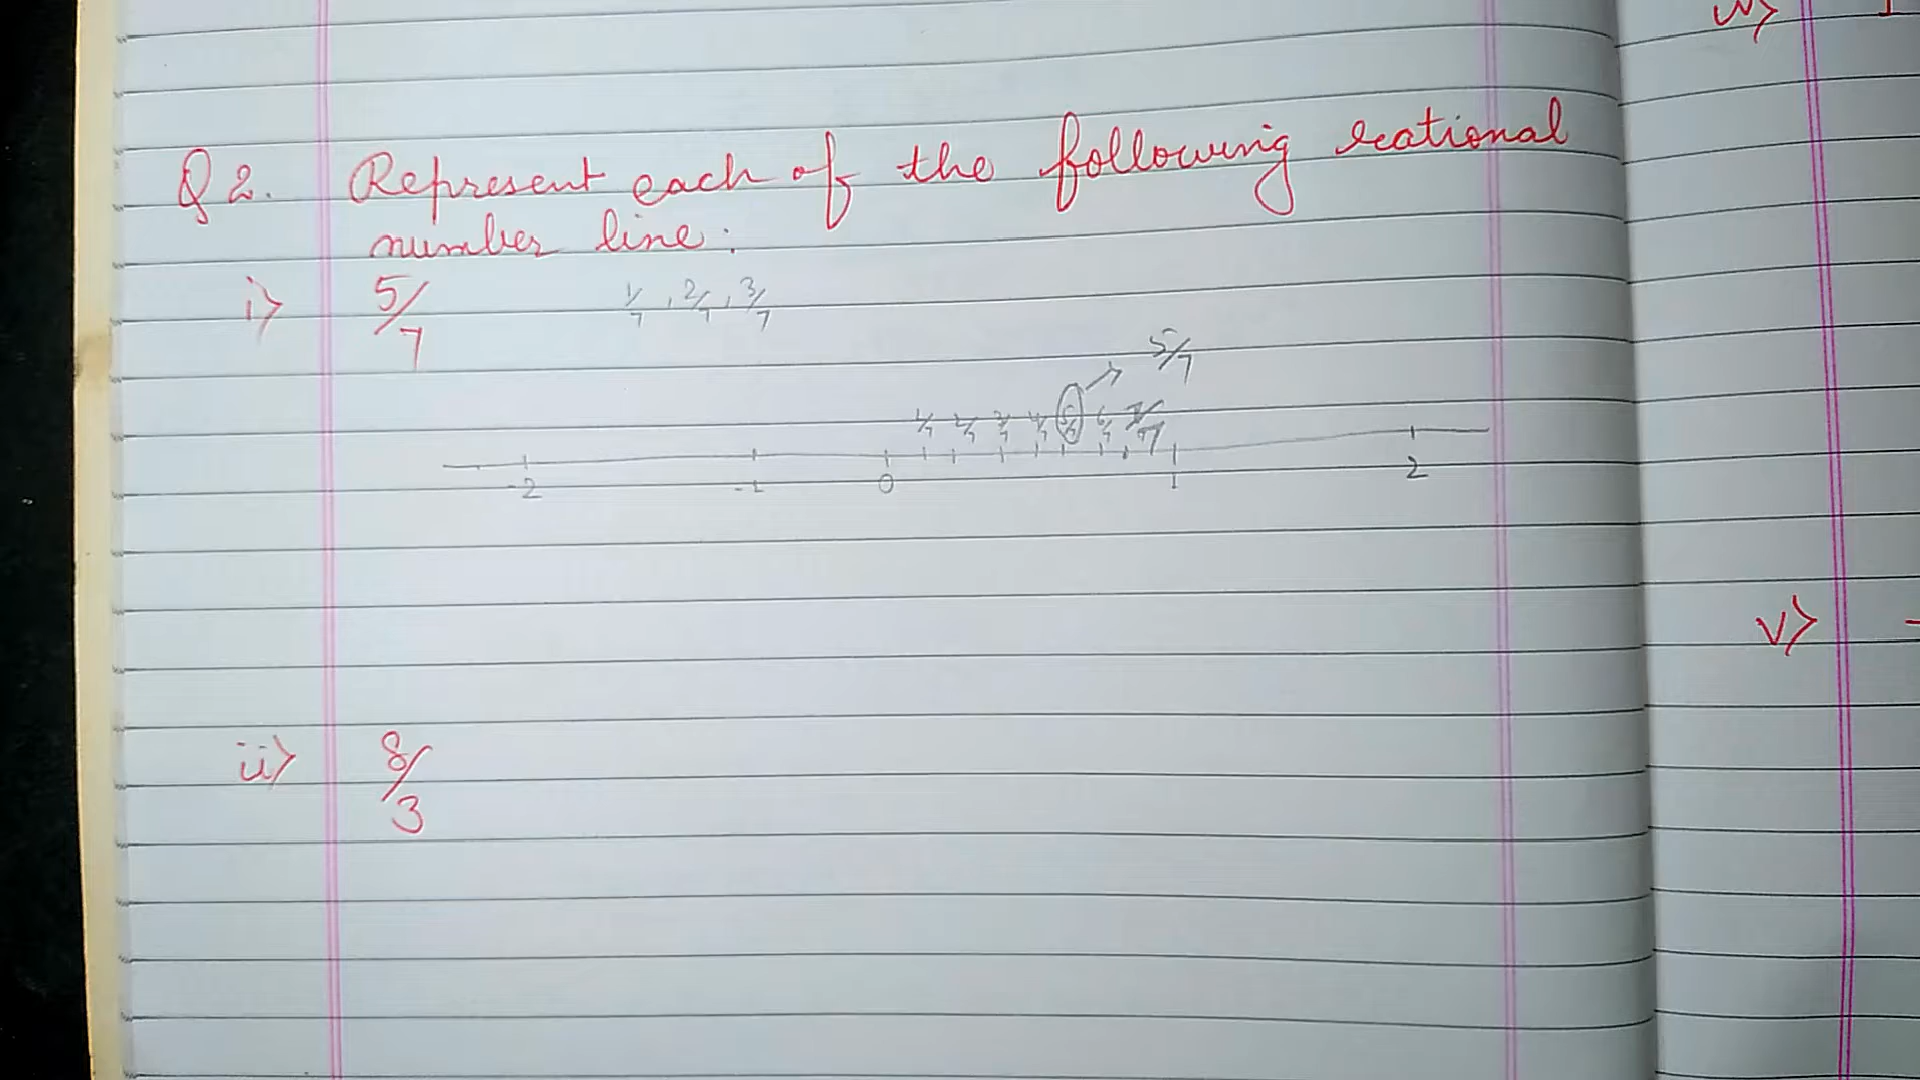 Q 2. Represent each of the following rational
number line:
i> 5/7 1/7, 2/7, 3/7
5/7
1/7 2/7 3/7 4/7 5/7 6/7 7/7
-2 -1 0 1 2
ii> 8/3
v>